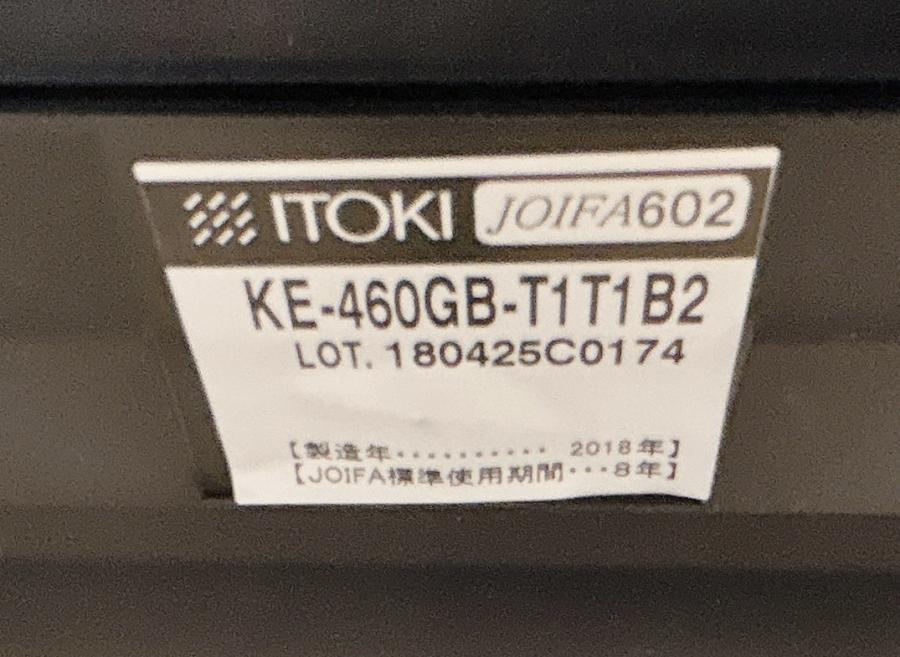 ITOKI JOIFA602
KE-460GB-T1T1B2
LOT. 180425C0174
【製造年・・・・・・・・・・ 2018年】
【JOIFA標準使用期間・・・8年】